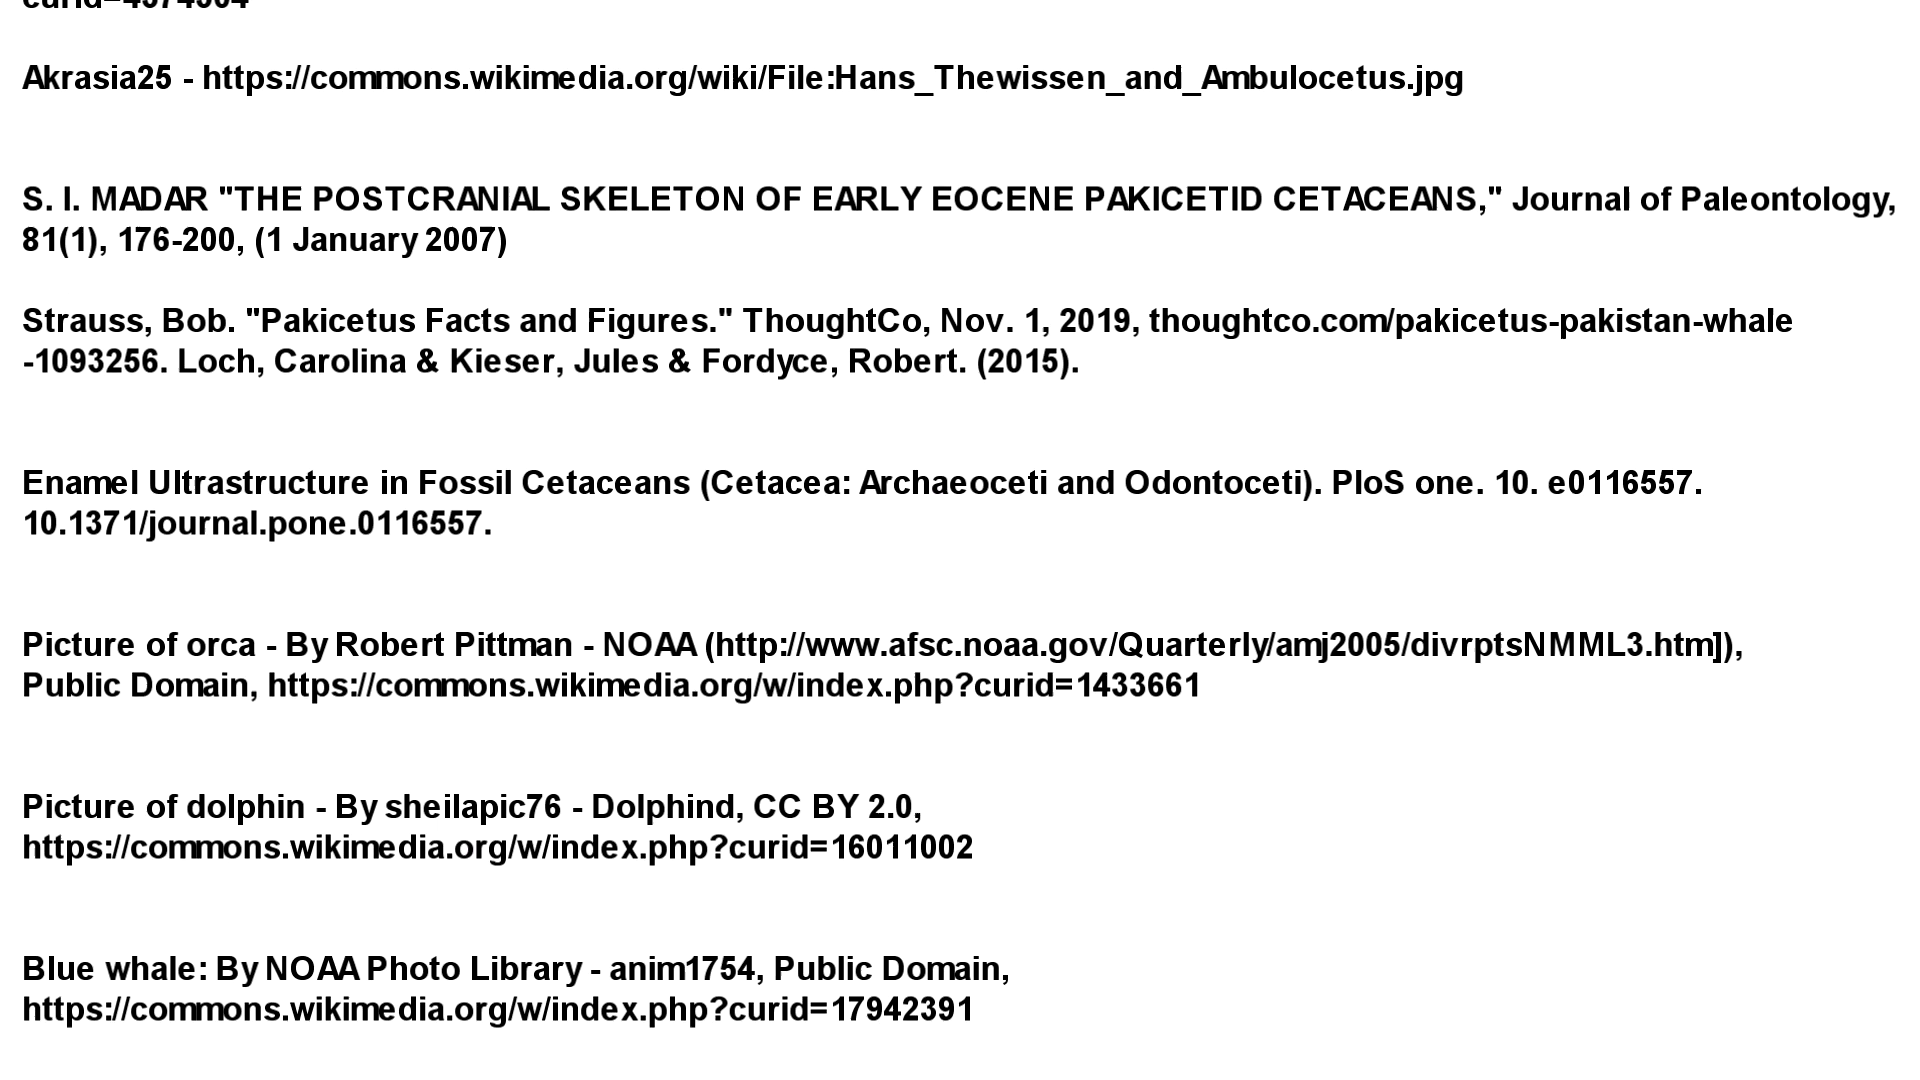 Akrasia25 - https://commons.wikimedia.org/wiki/File:Hans_Thewissen_and_Ambulocetus.jpg
S. I. MADAR "THE POSTCRANIAL SKELETON OF EARLY EOCENE PAKICETID CETACEANS," Journal of Paleontology,
81(1), 176-200, (1 January 2007)
Strauss, Bob. "Pakicetus Facts and Figures." ThoughtCo, Nov. 1, 2019, thoughtco.com/pakicetus-pakistan-whale
-1093256. Loch, Carolina & Kieser, Jules & Fordyce, Robert. (2015).
Enamel Ultrastructure in Fossil Cetaceans (Cetacea: Archaeoceti and Odontoceti). PloS one. 10. e0116557.
10.1371/journal.pone.0116557.
Picture of orca - By Robert Pittman - NOAA (http://www.afsc.noaa.gov/Quarterly/amj2005/divrptsNMML3.htm]),
Public Domain, https://commons.wikimedia.org/w/index.php?curid=1433661
Picture of dolphin - By sheilapic76 - Dolphind, CC BY 2.0,
https://commons.wikimedia.org/w/index.php?curid=16011002
Blue whale: By NOAA Photo Library - anim1754, Public Domain,
https://commons.wikimedia.org/w/index.php?curid=17942391